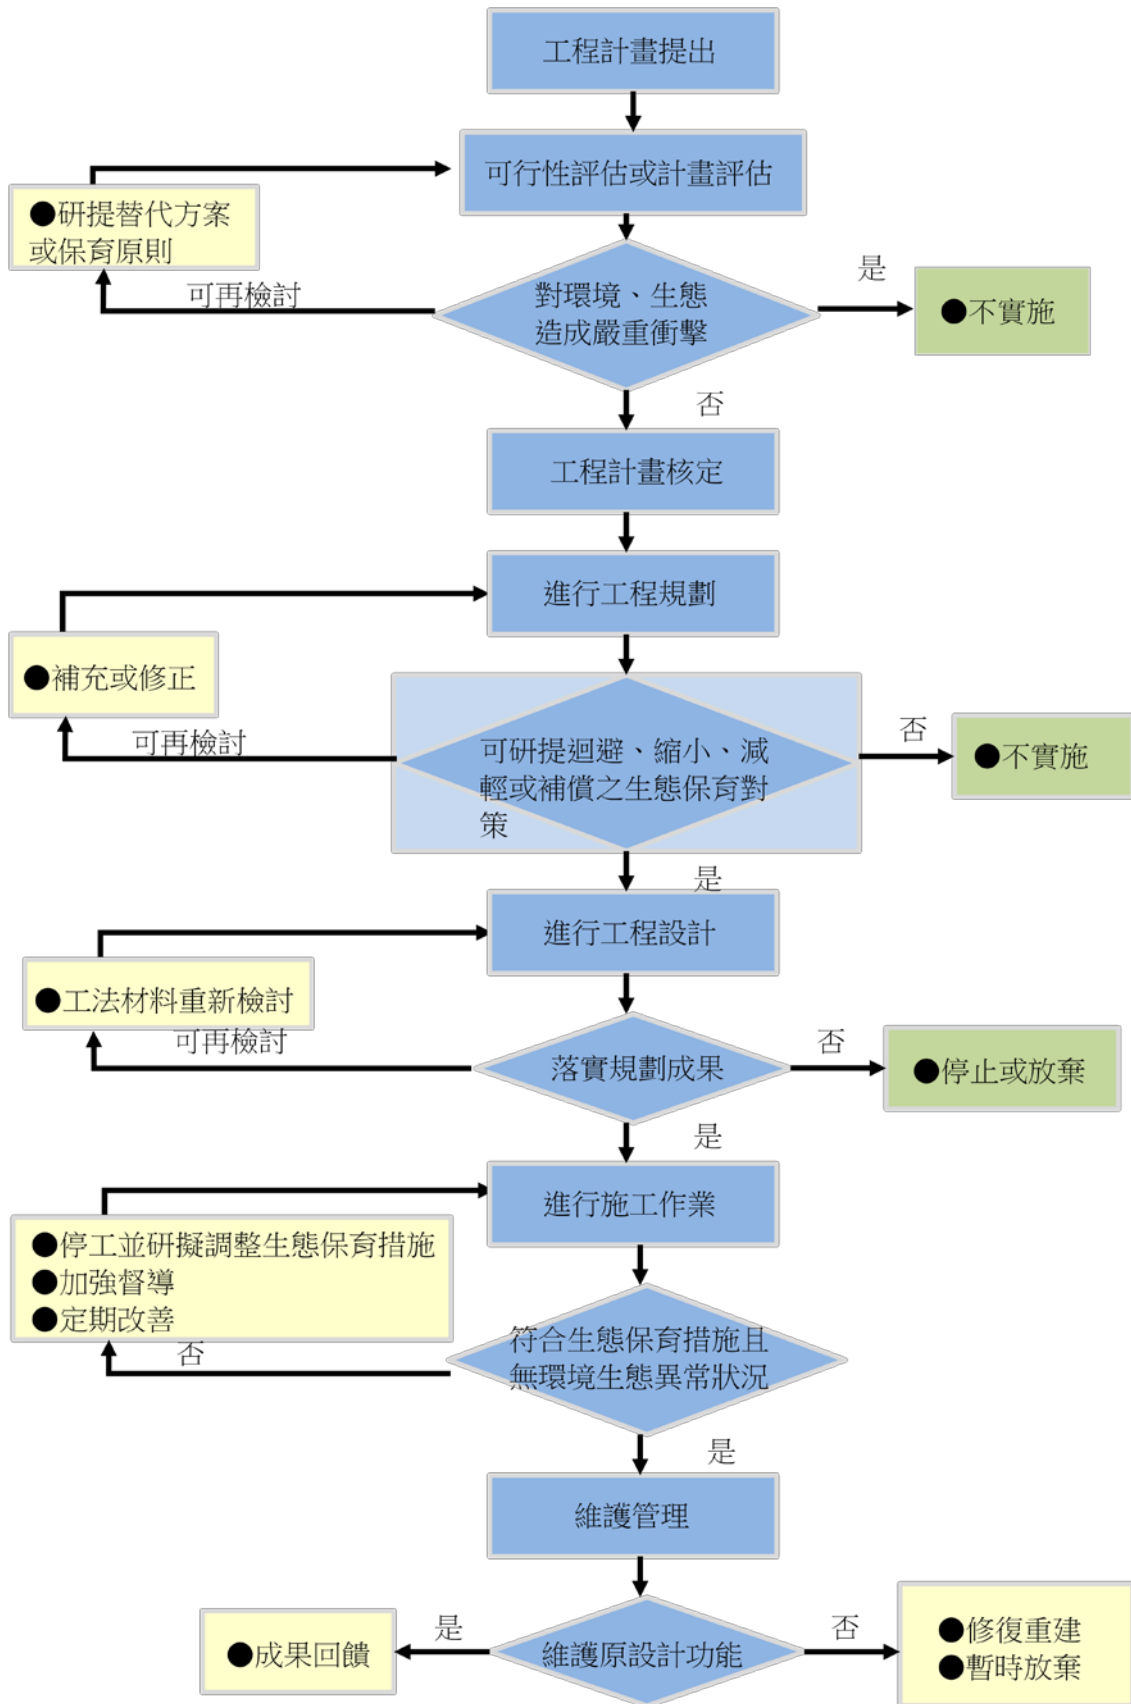 工程計畫提出
可行性評估或計畫評估
●研提替代方案
或保育原則
可再檢討
對環境、生態
造成嚴重衝擊
是
●不實施
否
工程計畫核定
進行工程規劃
●補充或修正
可再檢討
可研提迴避、縮小、減
輕或補償之生態保育對
策
否
●不實施
是
進行工程設計
●工法材料重新檢討
可再檢討
落實規劃成果
否
●停止或放棄
是
進行施工作業
●停工並研擬調整生態保育措施
●加強督導
●定期改善
否
符合生態保育措施且
無環境生態異常狀況
是
維護管理
●成果回饋
是
維護原設計功能
否
●修復重建
●暫時放棄